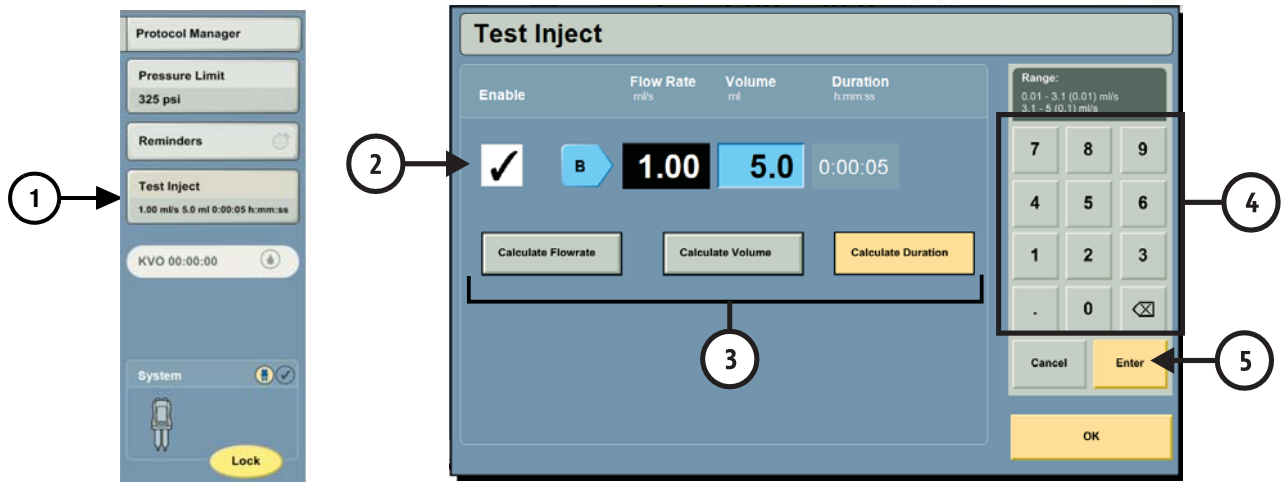 Protocol Manager
Pressure Limit
325 psi
Reminders
Test Inject
1.00 ml/s 5.0 ml 0:00:05 h:mm:ss
KVO 00:00:00
System
Lock
1
Test Inject
Enable
Flow Rate
ml/s
Volume
ml
Duration
h:mm:ss
2
B
1.00
5.0
0:00:05
Calculate Flowrate
Calculate Volume
Calculate Duration
3
Range:
0.01 - 3.1 (0.01) ml/s
3.1 - 5 (0.1) ml/s
7 8 9
4 5 6
1 2 3
. 0
4
Cancel
Enter
5
OK